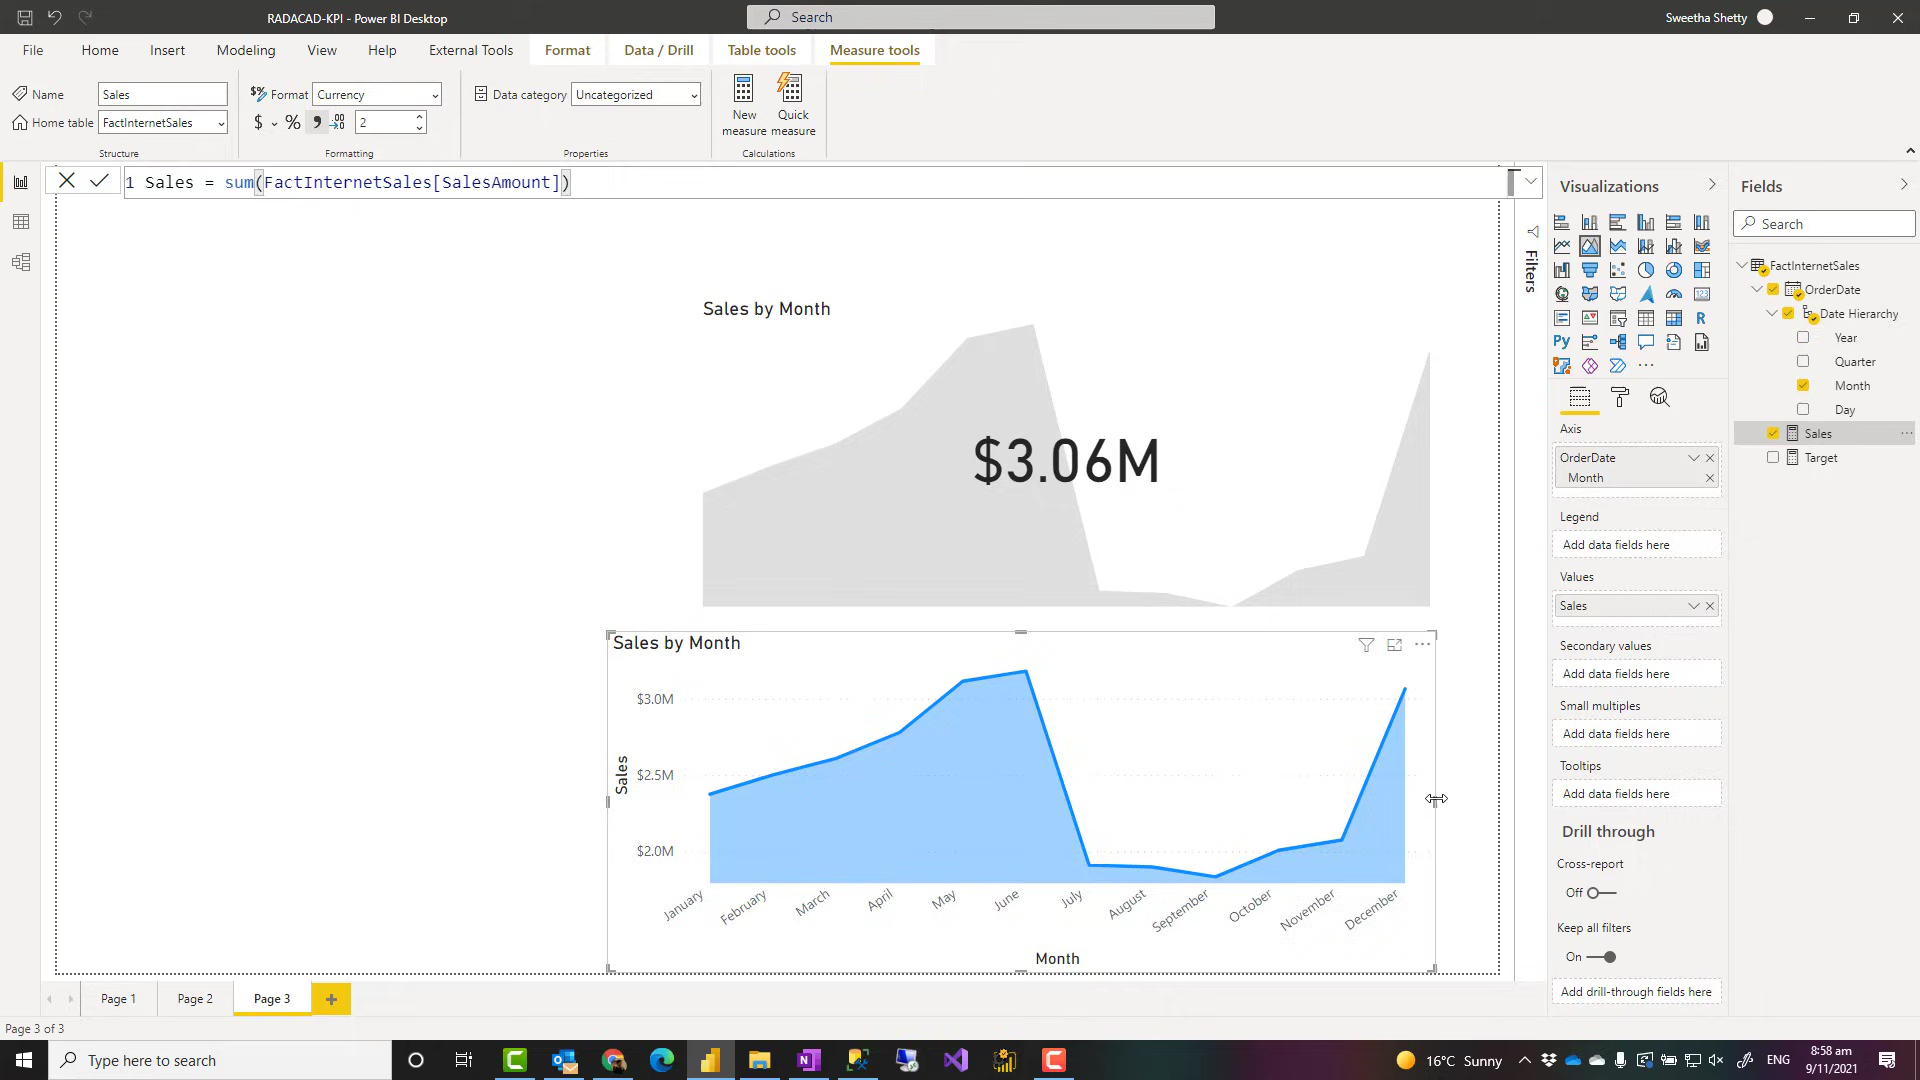 RADACAD-KPI - Power BI Desktop
Search
Sweetha Shetty
File
Home
Insert
Modeling
View
Help
External Tools
Format
Data / Drill
Table tools
Measure tools
Name
Sales
Home table
FactInternetSales
Structure
$% Format
Currency
$
%
2
Formatting
Data category
Uncategorized
Properties
New measure
Quick measure
Calculations
1 Sales = sum(FactInternetSales[SalesAmount])
Sales by Month
$3.06M
Sales by Month
Sales
$3.0M
$2.5M
$2.0M
January
February
March
April
May
June
July
August
September
October
November
December
Month
Filters
Visualizations
R
Py
123
Axis
OrderDate
Month
Legend
Add data fields here
Values
Sales
Secondary values
Add data fields here
Small multiples
Add data fields here
Tooltips
Add data fields here
Drill through
Cross-report
Off
Keep all filters
On
Add drill-through fields here
Fields
Search
FactInternetSales
OrderDate
Date Hierarchy
Year
Quarter
Month
Day
Sales
Target
Page 1
Page 2
Page 3
Page 3 of 3
Type here to search
16°C Sunny
ENG
8:58 am
9/11/2021